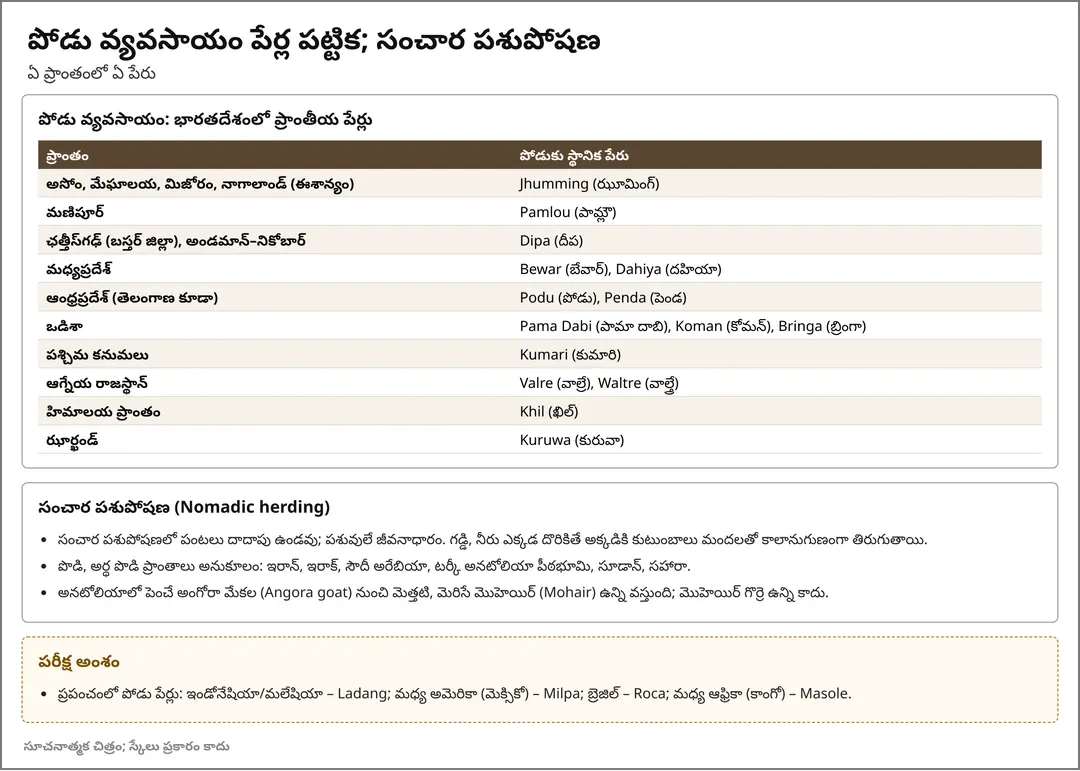 పోడు వ్యవసాయం పేర్ల పట్టిక; సంచార పశుపోషణ
ఏ ప్రాంతంలో ఏ పేరు
పోడు వ్యవసాయం: భారతదేశంలో ప్రాంతీయ పేర్లు
ప్రాంతం పోడుకు స్థానిక పేరు
అసోం, మేఘాలయ, మిజోరం, నాగాలాండ్ (ఈశాన్యం) Jhumming (ఝూమింగ్)
మణిపూర్ Pamlou (పామ్లౌ)
ఛత్తీస్‌గఢ్ (బస్తర్ జిల్లా), అండమాన్–నికోబార్ Dipa (దీప)
మధ్యప్రదేశ్ Bewar (బేవార్), Dahiya (దహియా)
ఆంధ్రప్రదేశ్ (తెలంగాణ కూడా) Podu (పోడు), Penda (పెండ)
ఒడిశా Pama Dabi (పామా దాబి), Koman (కోమన్), Bringa (బ్రింగా)
పశ్చిమ కనుమలు Kumari (కుమారి)
ఆగ్నేయ రాజస్థాన్ Valre (వాల్రే), Waltre (వాల్త్రే)
హిమాలయ ప్రాంతం Khil (ఖిల్)
ఝార్ఖండ్ Kuruwa (కురువా)
సంచార పశుపోషణ (Nomadic herding)
• సంచార పశుపోషణలో పంటలు దాదాపు ఉండవు; పశువులే జీవనాధారం. గడ్డి, నీరు ఎక్కడ దొరికితే అక్కడికి కుటుంబాలు మందలతో కాలానుగుణంగా తిరుగుతాయి.
• పొడి, అర్ధ పొడి ప్రాంతాలు అనుకూలం: ఇరాన్, ఇరాక్, సౌదీ అరేబియా, టర్కీ అనటోలియా పీఠభూమి, సూడాన్, సహారా.
• అనటోలియాలో పెంచే అంగోరా మేకల (Angora goat) నుంచి మెత్తటి, మెరిసే మొహెయిర్ (Mohair) ఉన్ని వస్తుంది; మొహెయిర్ గొర్రె ఉన్ని కాదు.
పరీక్ష అంశం
• ప్రపంచంలో పోడు పేర్లు: ఇండోనేషియా/మలేషియా – Ladang; మధ్య అమెరికా (మెక్సికో) – Milpa; బ్రెజిల్ – Roca; మధ్య ఆఫ్రికా (కాంగో) – Masole.
సూచనాత్మక చిత్రం; స్కేలు ప్రకారం కాదు